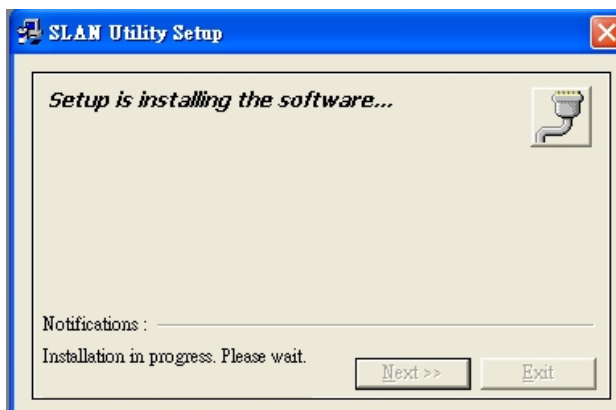 SLAN Utility Setup
Setup is installing the software...
Notifications :
Installation in progress. Please wait.
Next >>
Exit